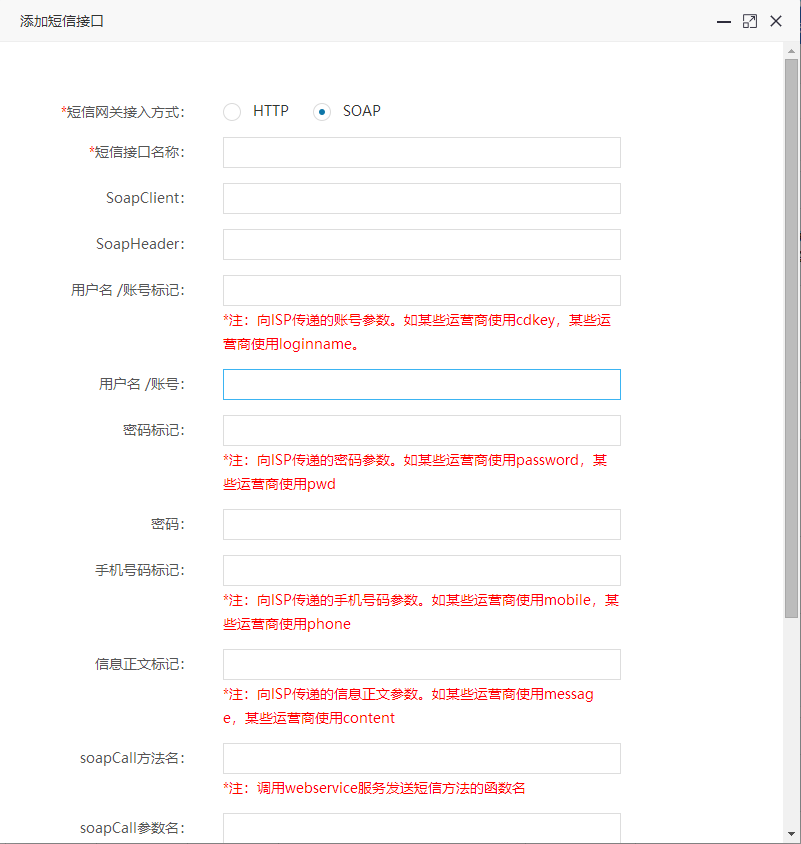 添加短信接口
*短信网关接入方式： HTTP SOAP
*短信接口名称：
SoapClient：
SoapHeader：
用户名 /账号标记：
*注：向ISP传递的账号参数。如某些运营商使用cdkey，某些运
营商使用loginname。
用户名 /账号：
密码标记：
*注：向ISP传递的密码参数。如某些运营商使用password，某
些运营商使用pwd
密码：
手机号码标记：
*注：向ISP传递的手机号码参数。如某些运营商使用mobile，某
些运营商使用phone
信息正文标记：
*注：向ISP传递的信息正文参数。如某些运营商使用messag
e，某些运营商使用content
soapCall方法名：
*注：调用webservice服务发送短信方法的函数名
soapCall参数名：